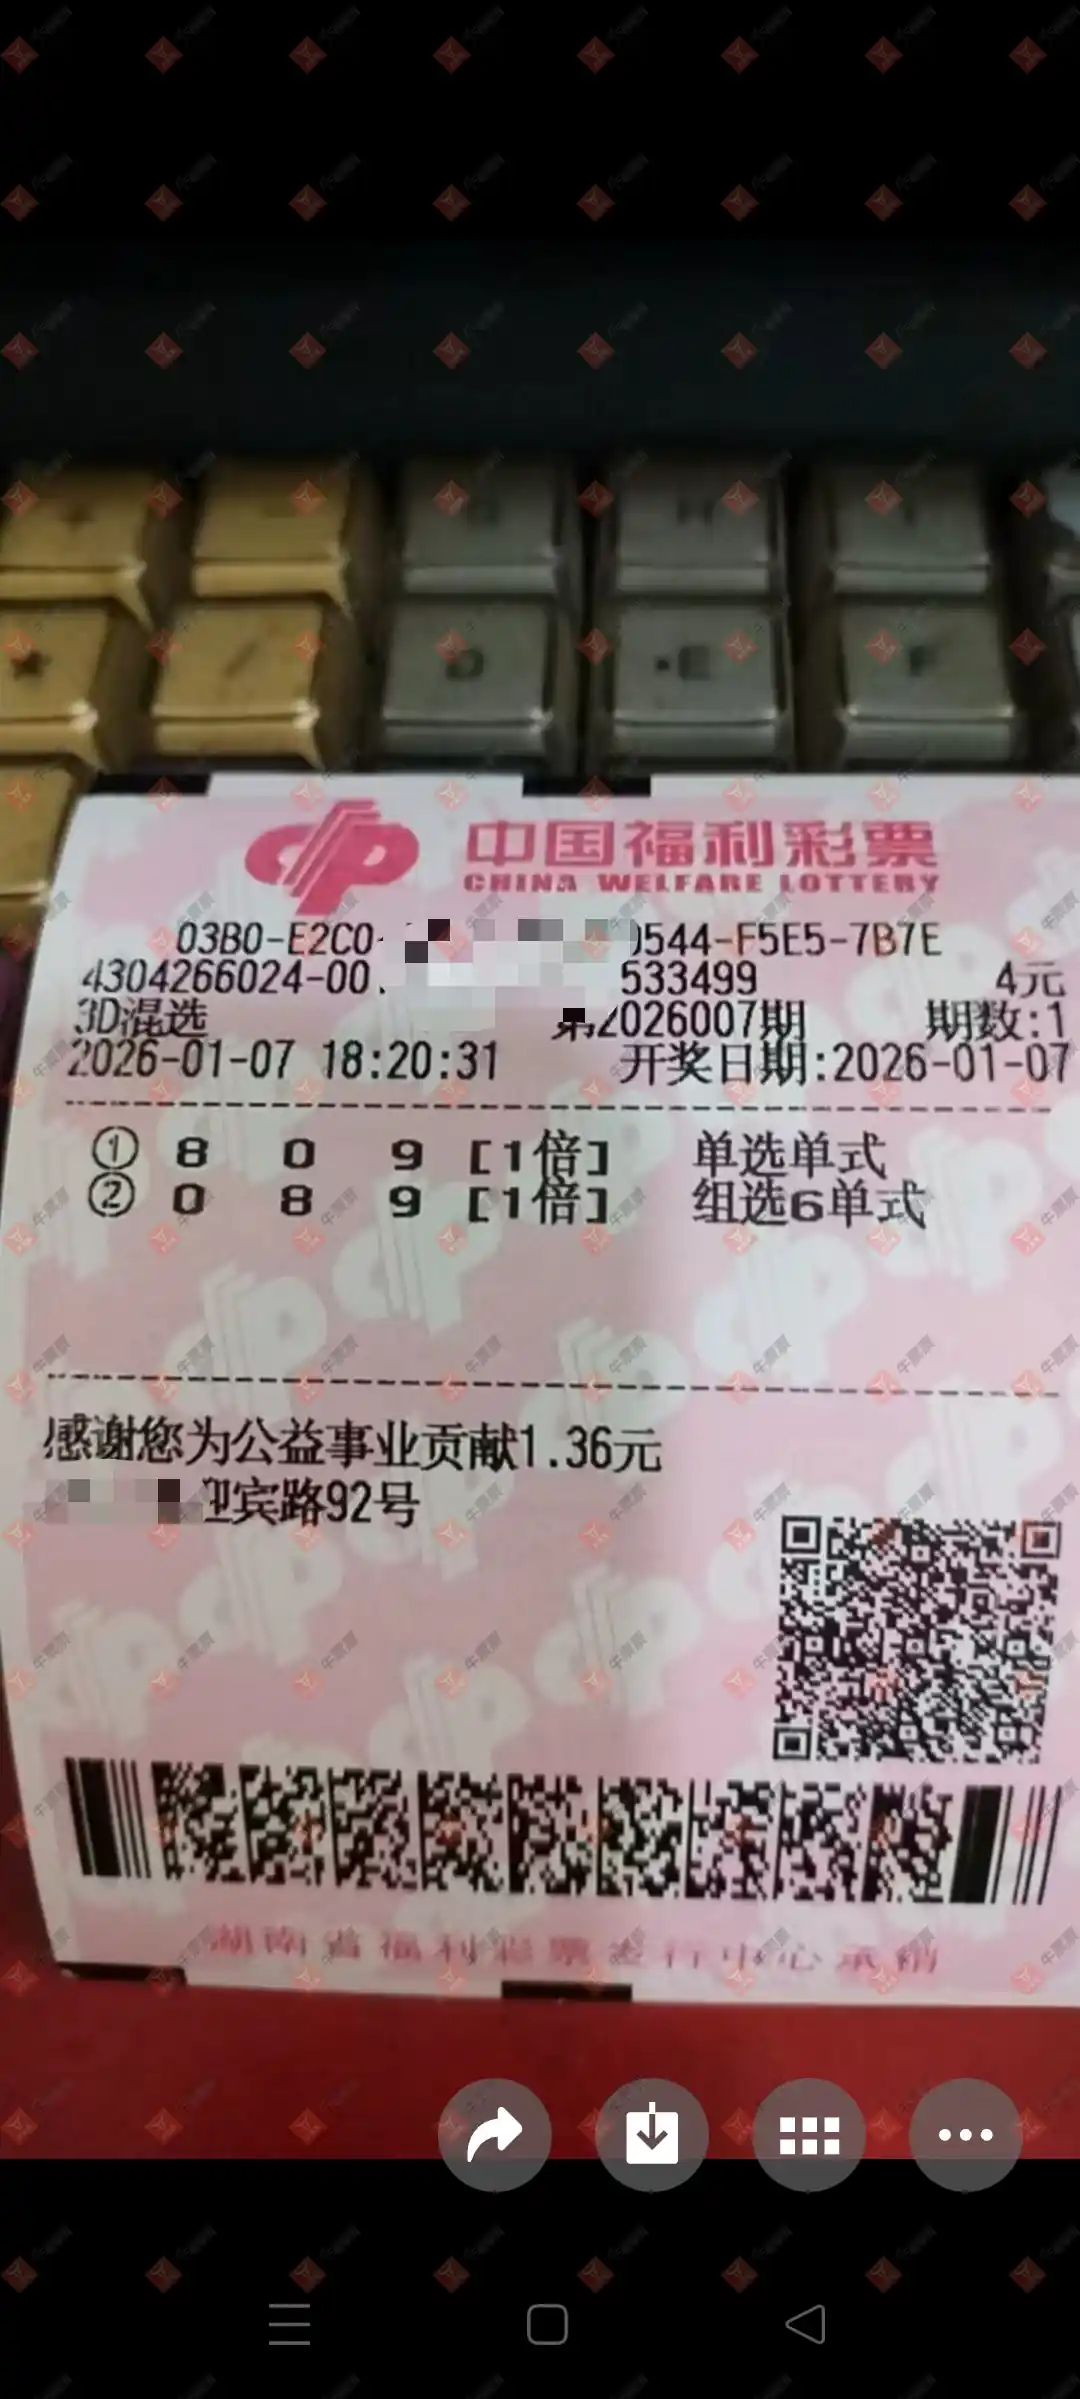 中国福利彩票
CHINA WELFARE LOTTERY
03B0-E2C0- 0544-F5E5-7B7E
4304266024-00 533499 4元
3D混选 第2026007期 期数:1
2026-01-07 18:20:31 开奖日期:2026-01-07
① 8 0 9 [1倍] 单选单式
② 0 8 9 [1倍] 组选6单式
感谢您为公益事业贡献1.36元
迎宾路92号
湖南省福利彩票发行中心承销